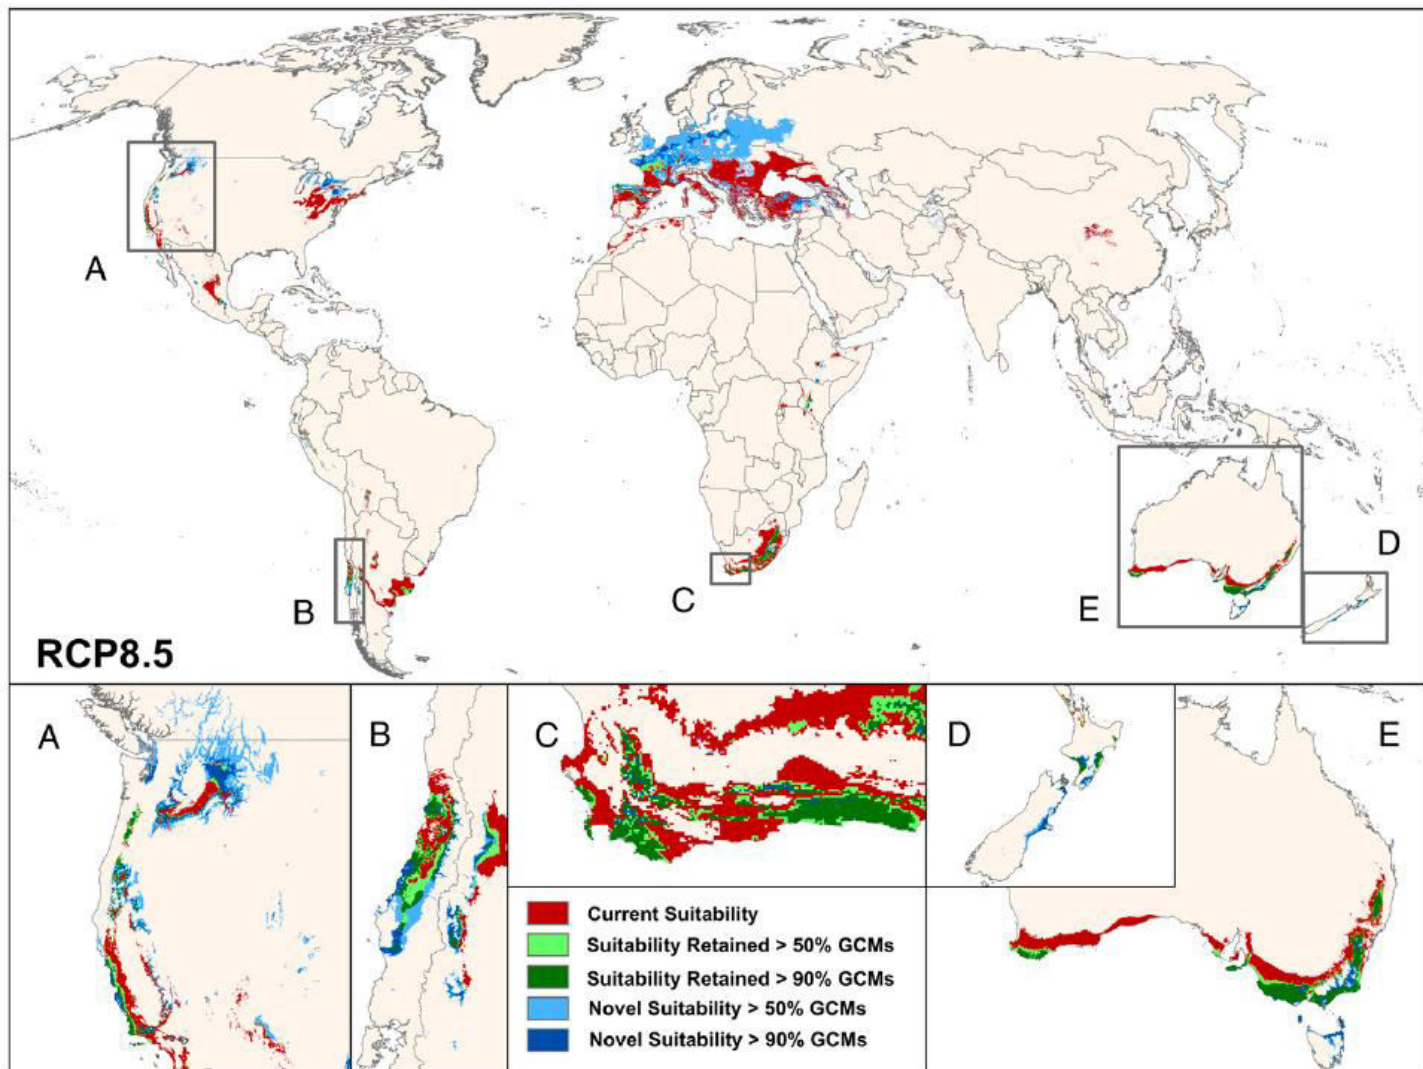 A
B
C
D
E
RCP8.5
A
B
C
D
E
Current Suitability
Suitability Retained > 50% GCMs
Suitability Retained > 90% GCMs
Novel Suitability > 50% GCMs
Novel Suitability > 90% GCMs